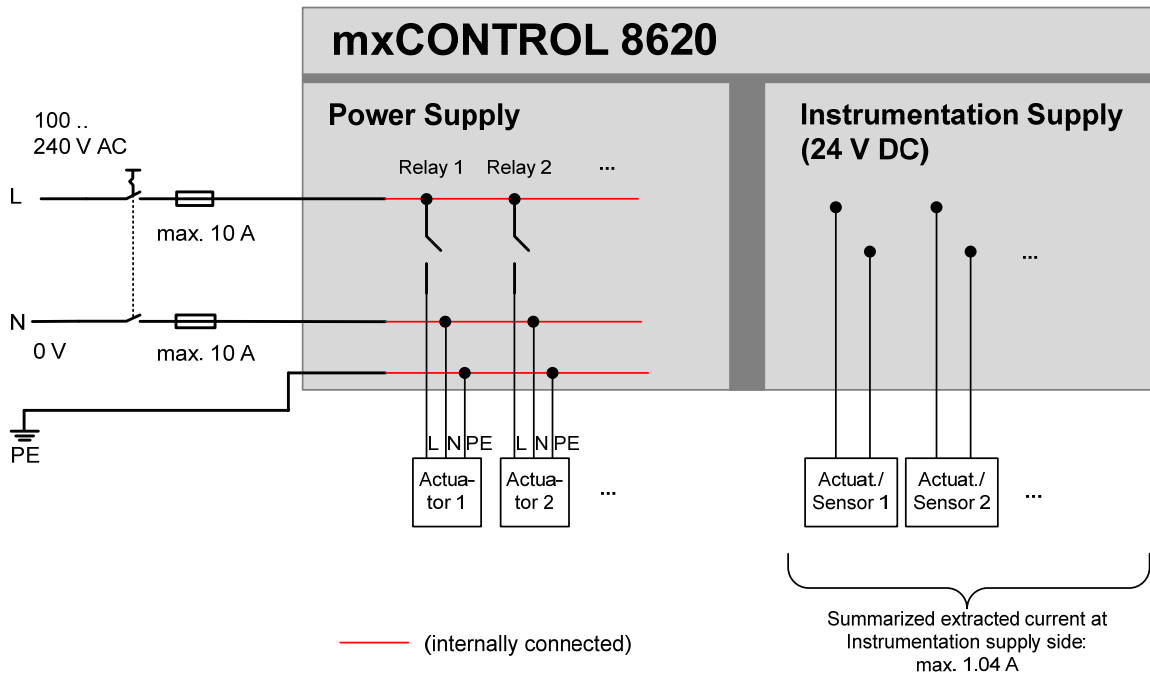 mxCONTROL 8620
Power Supply
Instrumentation Supply
(24 V DC)
100 ..
240 V AC
Relay 1 Relay 2 ...
L
max. 10 A
...
N
0 V
max. 10 A
PE
L N PE L N PE
Actua-
tor 1
Actua-
tor 2
...
Actuat./
Sensor 1
Actuat./
Sensor 2
...
Summarized extracted current at
Instrumentation supply side:
max. 1.04 A
(internally connected)